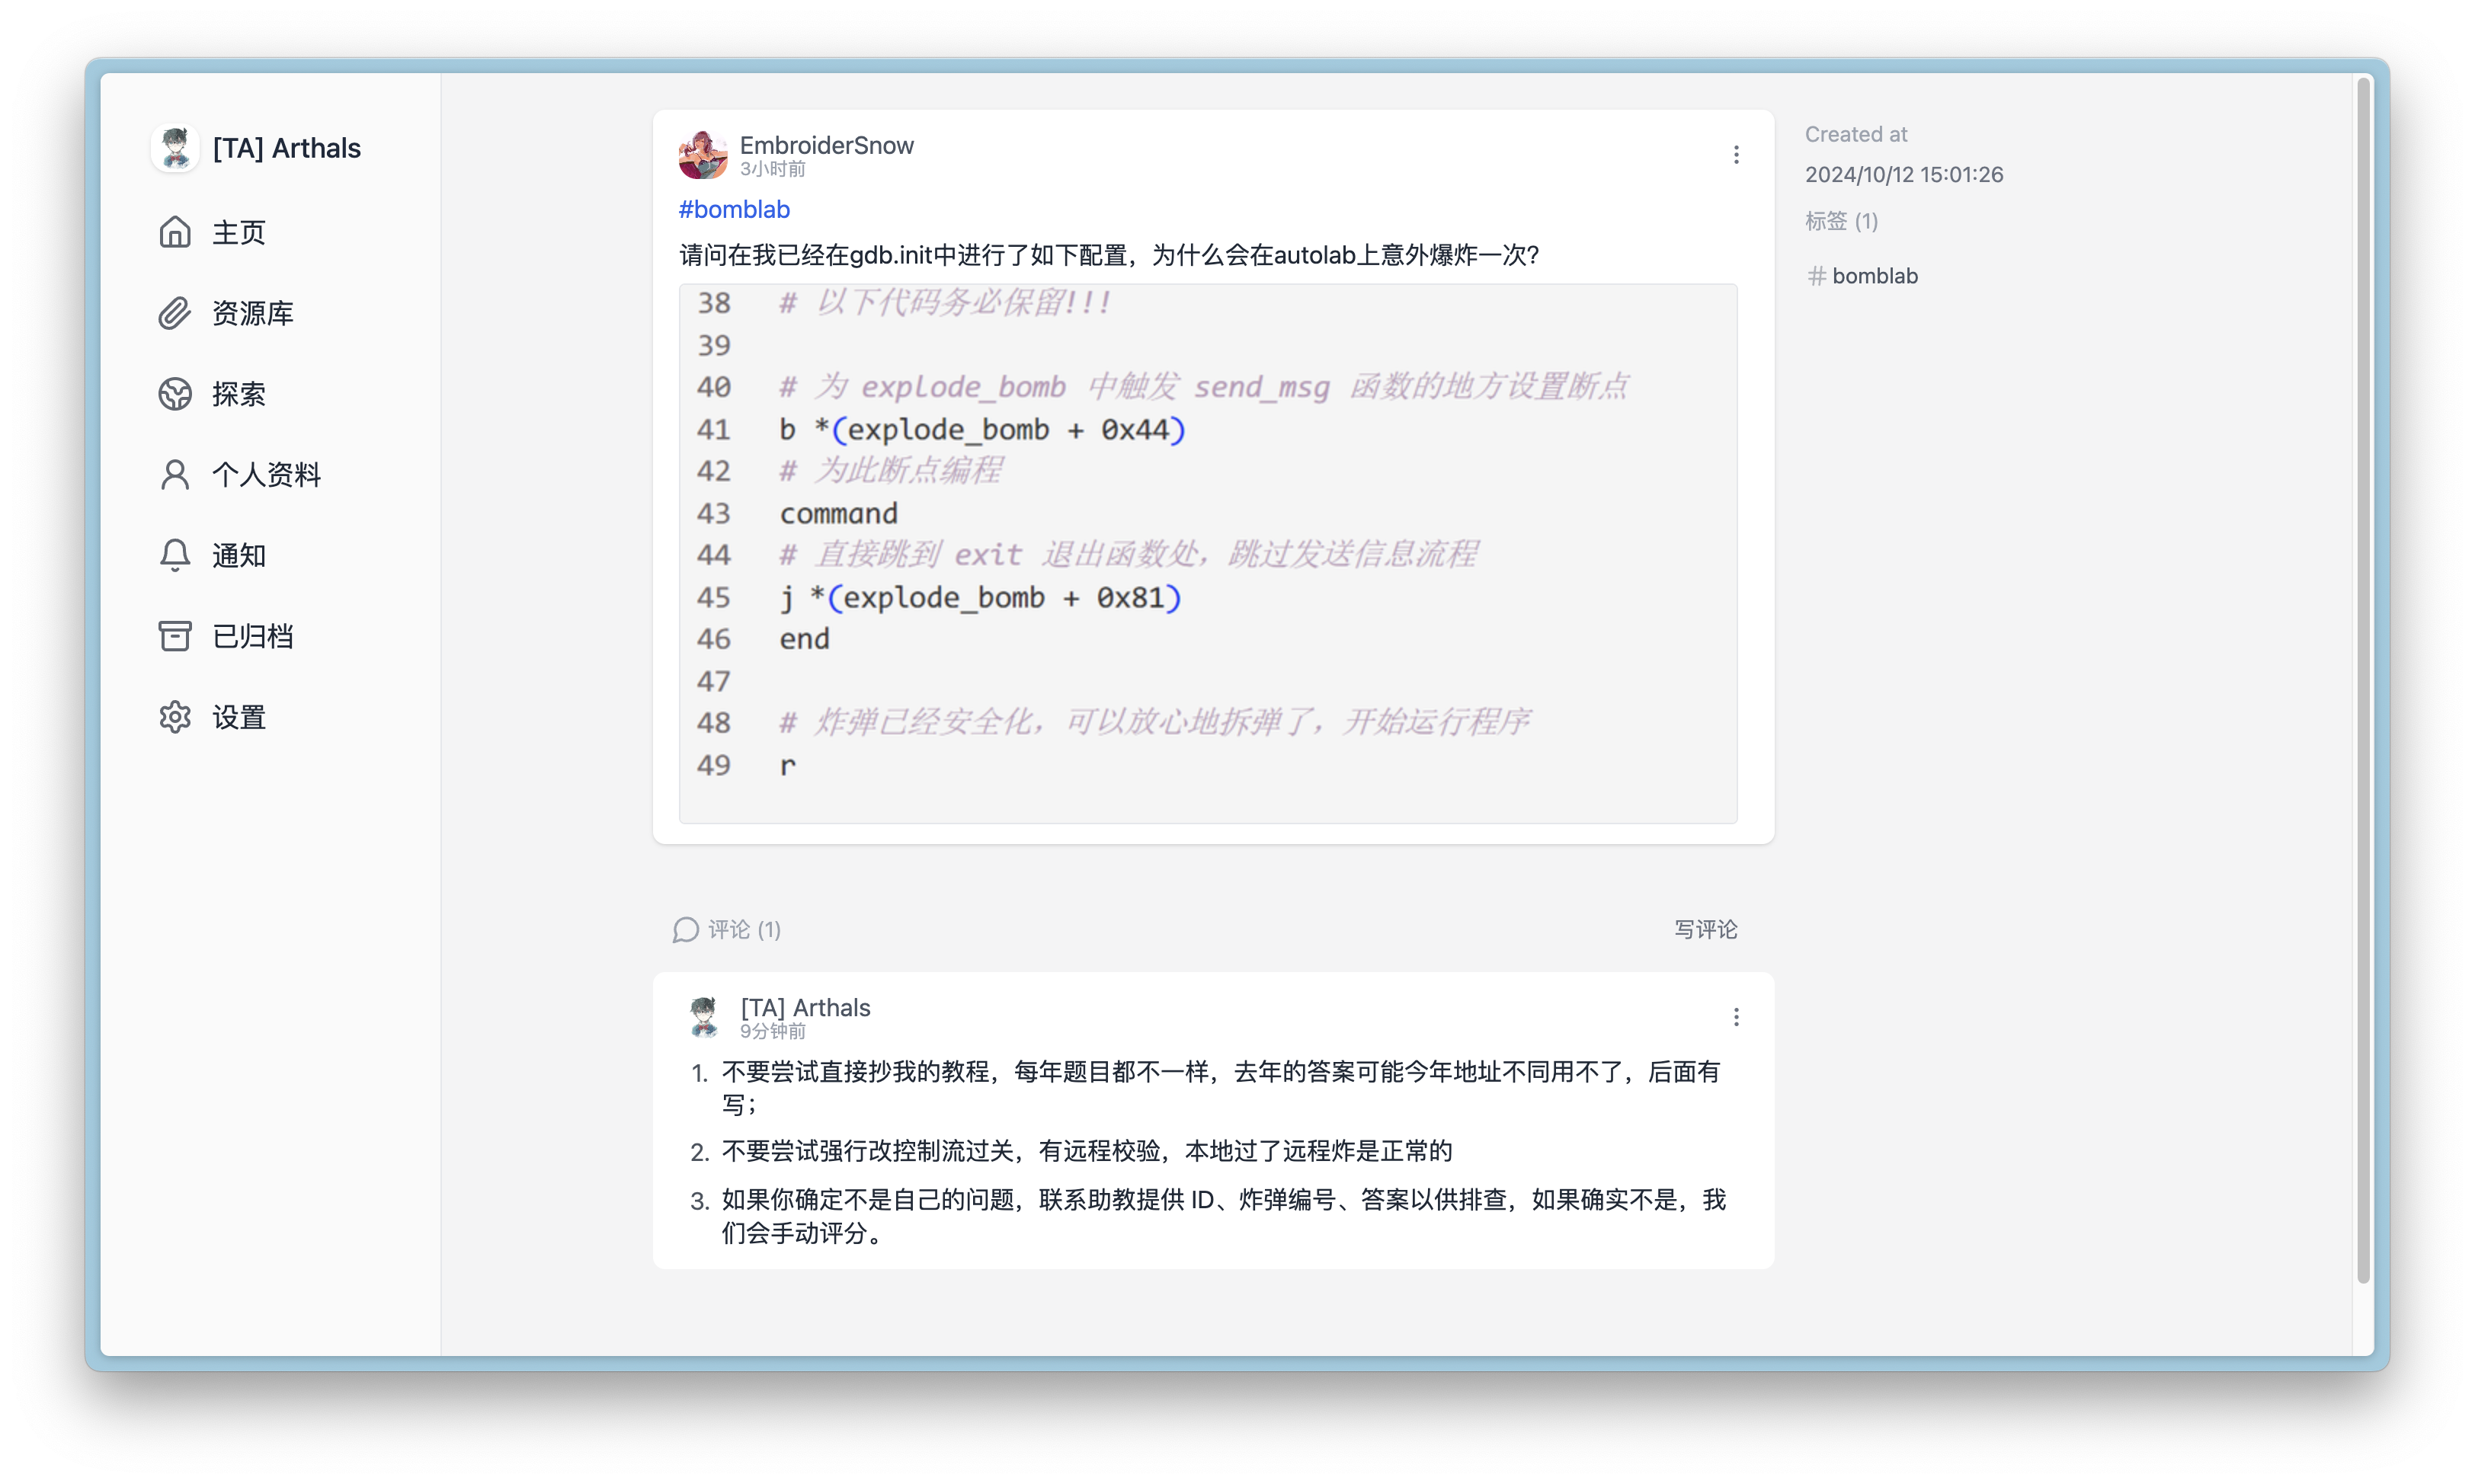 [TA] Arthals
主页
资源库
探索
个人资料
通知
已归档
设置
EmbroiderSnow
3小时前
#bomblab
请问在我已经在gdb.init中进行了如下配置，为什么会在autolab上意外爆炸一次？
38 # 以下代码务必保留!!!
39
40 # 为 explode_bomb 中触发 send_msg 函数的地方设置断点
41 b *(explode_bomb + 0x44)
42 # 为此断点编程
43 command
44 # 直接跳到 exit 退出函数处，跳过发送信息流程
45 j *(explode_bomb + 0x81)
46 end
47
48 # 炸弹已经安全化，可以放心地拆弹了，开始运行程序
49 r
评论 (1)
写评论
[TA] Arthals
9分钟前
1. 不要尝试直接抄我的教程，每年题目都不一样，去年的答案可能今年地址不同用不了，后面有
写；
2. 不要尝试强行改控制流过关，有远程校验，本地过了远程炸是正常的
3. 如果你确定不是自己的问题，联系助教提供 ID、炸弹编号、答案以供排查，如果确实不是，我
们会手动评分。
Created at
2024/10/12 15:01:26
标签 (1)
# bomblab